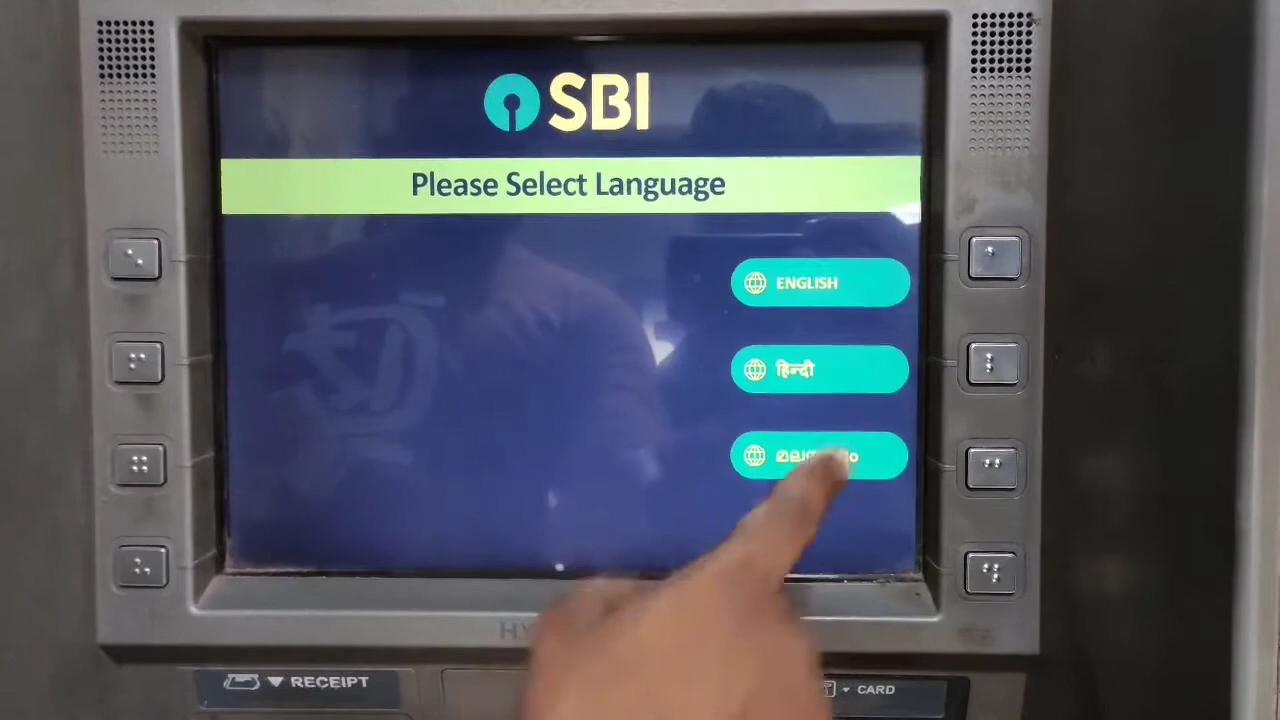 SBI
Please Select Language
ENGLISH
हिन्दी
RECEIPT
CARD